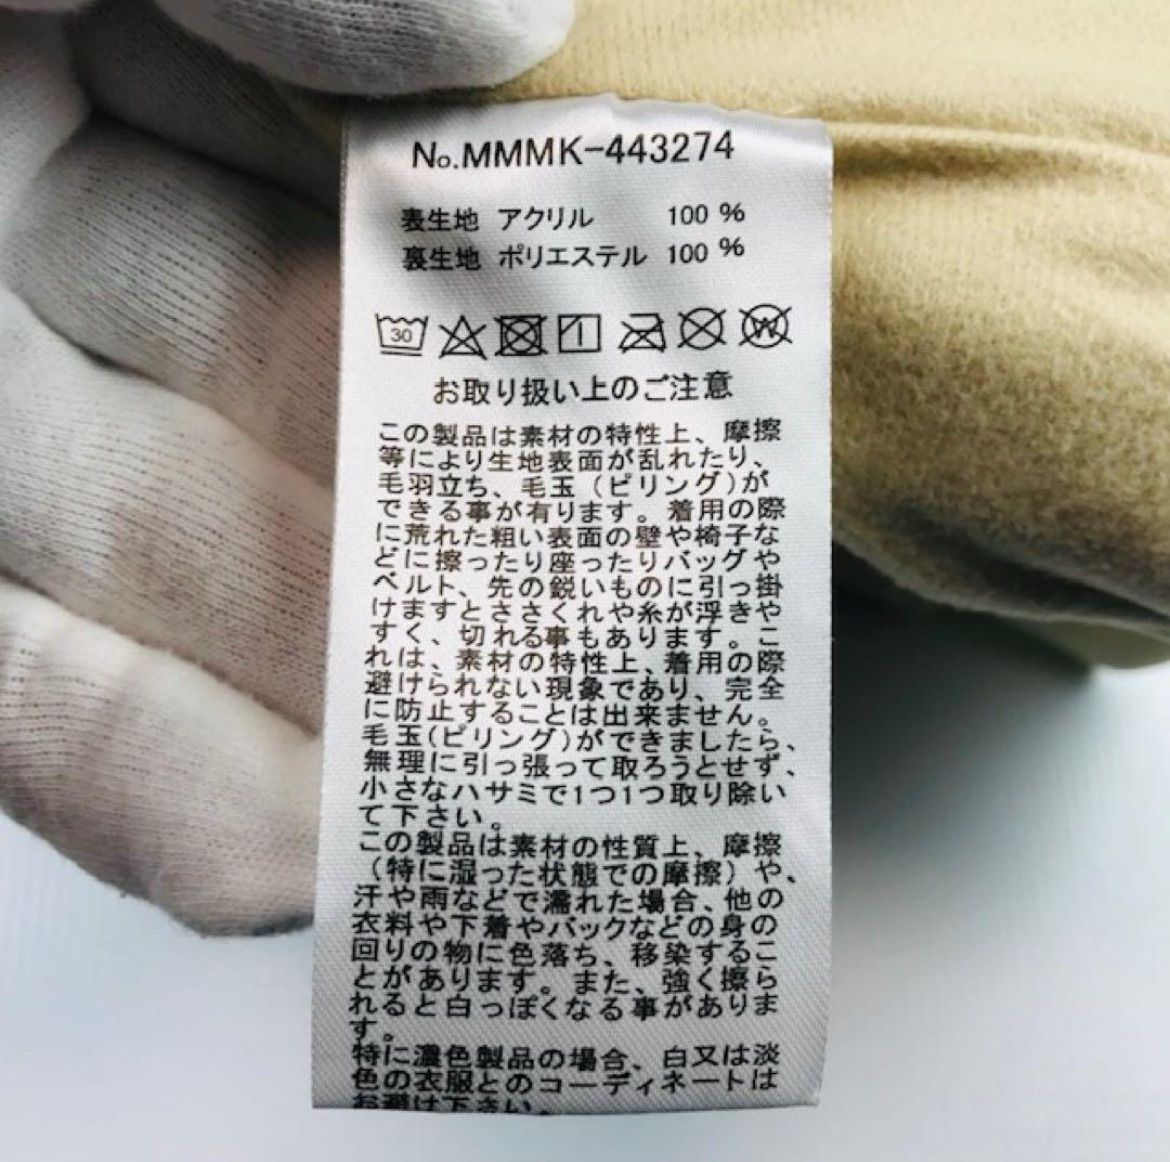 No.MMMK-443274
表生地 アクリル 100 %
裏生地 ポリエステル 100 %
30
W
お取り扱い上のご注意
この製品は素材の特性上、摩擦
等により生地表面が乱れたり、
毛羽立ち、毛玉(ピリング)が
できる事が有ります。着用の際
に荒れた粗い表面の壁や椅子な
どに擦ったり座ったりバッグや
ベルト、先の鋭いものに引っ掛
けますとささくれや糸が浮きや
すく、切れる事もあります。こ
れは、素材の特性上、着用の際
避けられない現象であり、完全
に防止することは出来ません。
毛玉(ピリング)ができましたら、
無理に引っ張って取ろうとせず、
小さなハサミで1つ1つ取り除い
て下さい。
この製品は素材の性質上、摩擦
(特に湿った状態での摩擦)や、
汗や雨などで濡れた場合、他の
衣料や下着やバックなどの身の
回りの物に色落ち、移染するこ
とがあります。また、強く擦ら
れると白っぽくなる事がありま
す。
特に濃色製品の場合、白又は淡
色の衣服とのコーディネートは
お避け下さい。